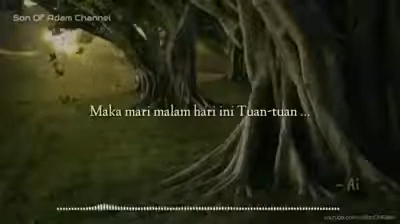 Son Of Adam Channel
Maka mari malam hari ini Tuan-tuan ...
- Ai